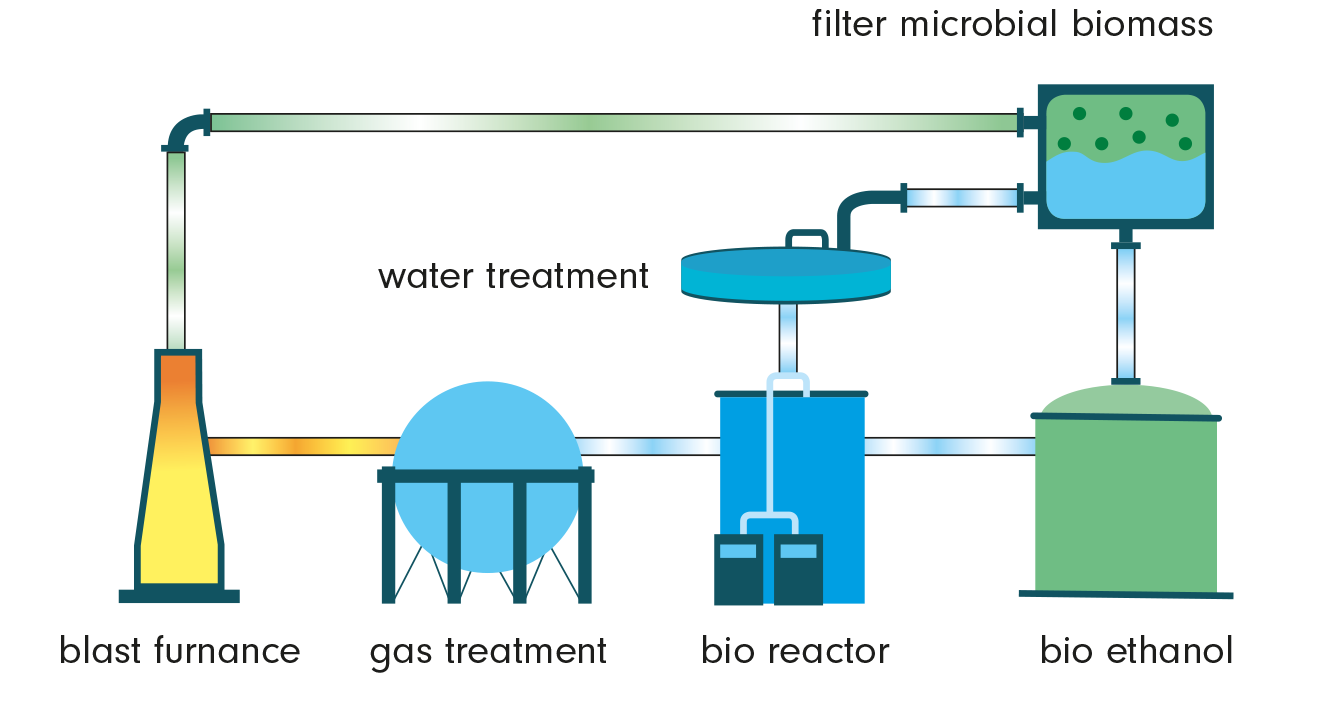 filter microbial biomass
water treatment
blast furnance
gas treatment
bio reactor
bio ethanol